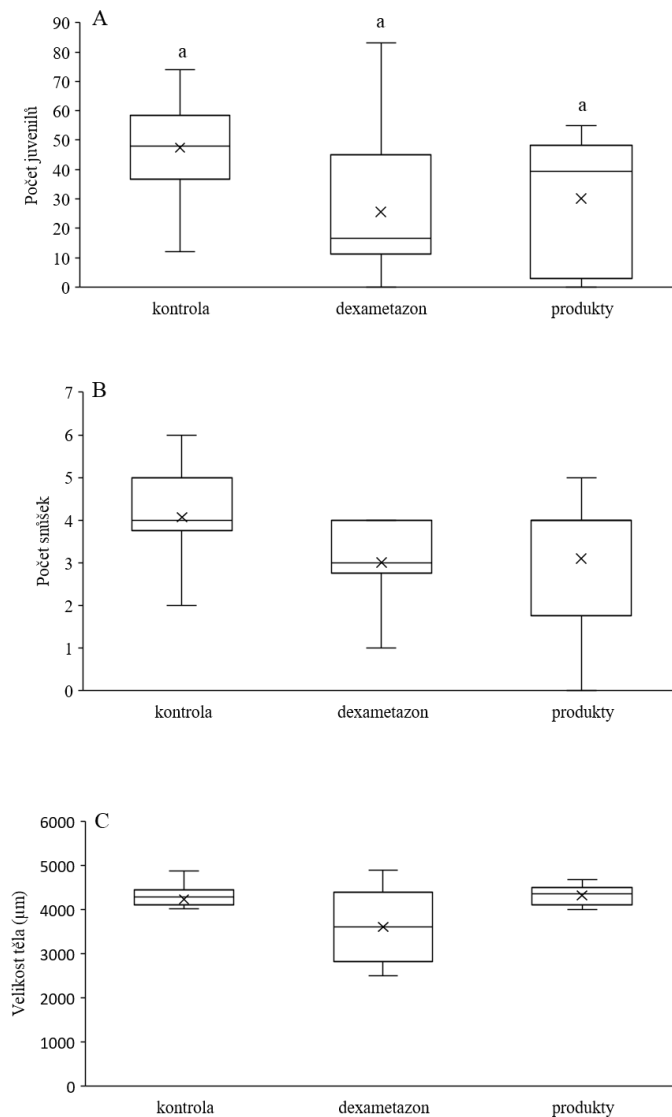 A
90
80
70
60
50
40
30
20
10
0
Počet juvenilů
a
a
a
kontrola dexametazon produkty
B
7
6
5
4
3
2
1
0
Počet snůšek
kontrola dexametazon produkty
C
6000
5000
4000
3000
2000
1000
0
Velikost těla (μm)
kontrola dexametazon produkty